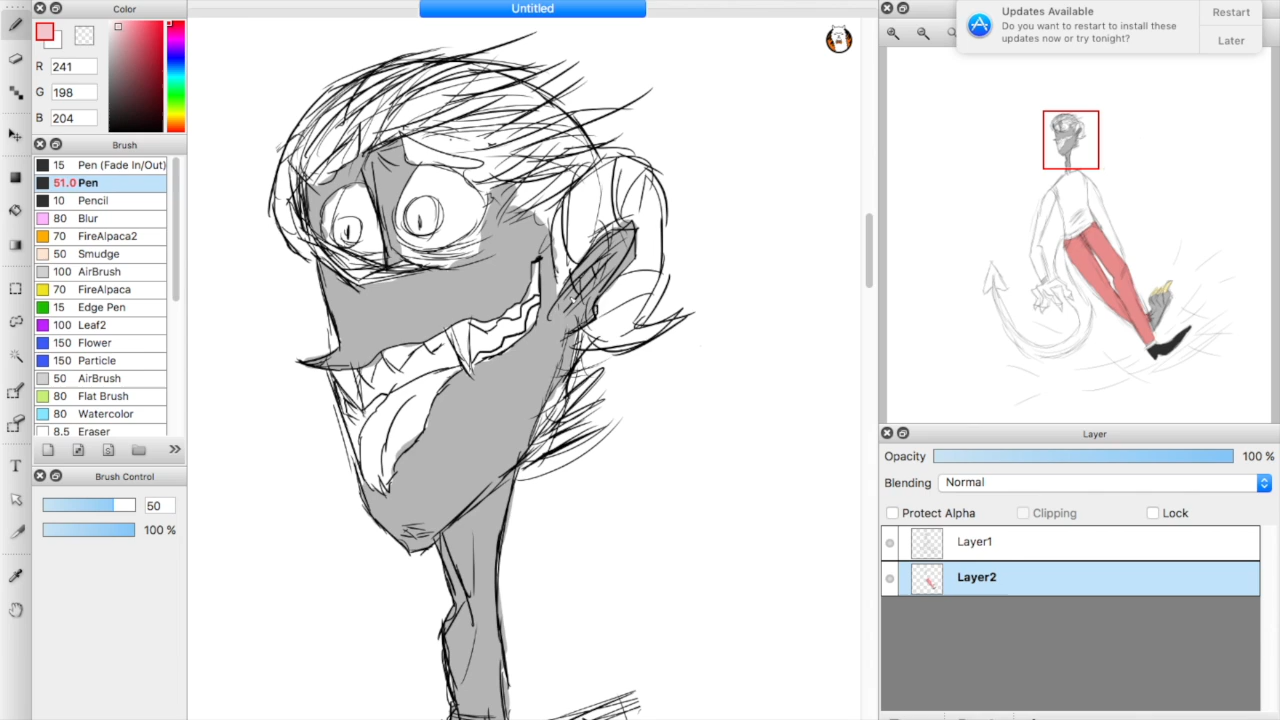 Color
Untitled
Updates Available
Do you want to restart to install these
updates now or try tonight?
Restart
Later
R 241
G 198
B 204
Brush
15 Pen (Fade In/Out)
51.0 Pen
10 Pencil
80 Blur
70 FireAlpaca2
50 Smudge
100 AirBrush
70 FireAlpaca
15 Edge Pen
100 Leaf2
150 Flower
150 Particle
50 AirBrush
80 Flat Brush
80 Watercolor
8.5 Eraser
Brush Control
50
100 %
Layer
Opacity 100 %
Blending Normal
Protect Alpha Clipping Lock
Layer1
Layer2
T